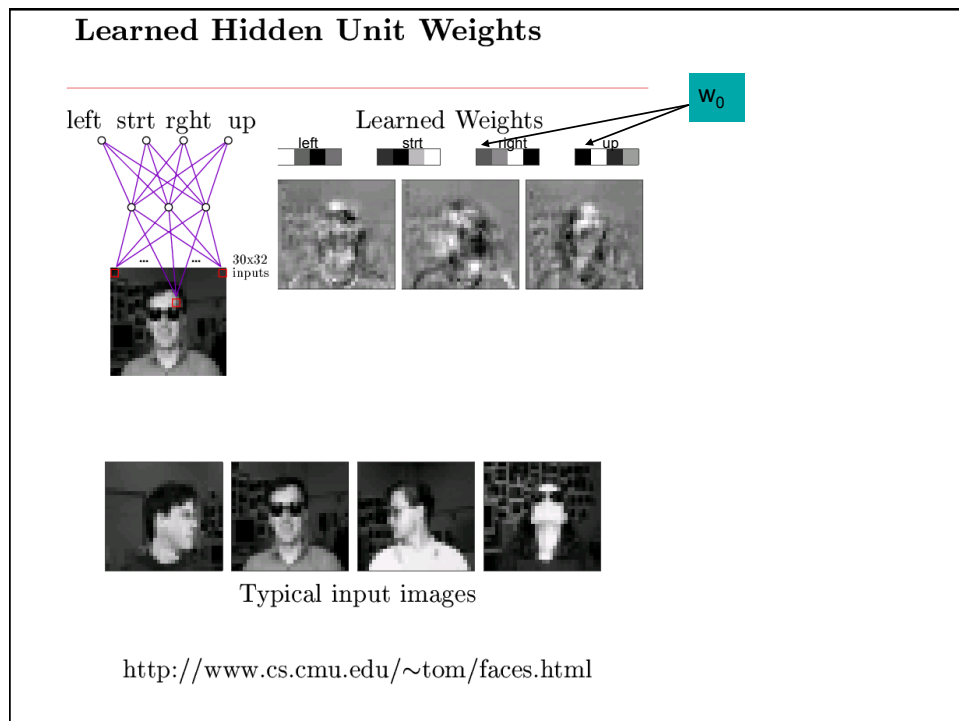 Learned Hidden Unit Weights
w0
left strt rght up
Learned Weights
left strt right up
... ...
30x32
inputs
Typical input images
http://www.cs.cmu.edu/~tom/faces.html